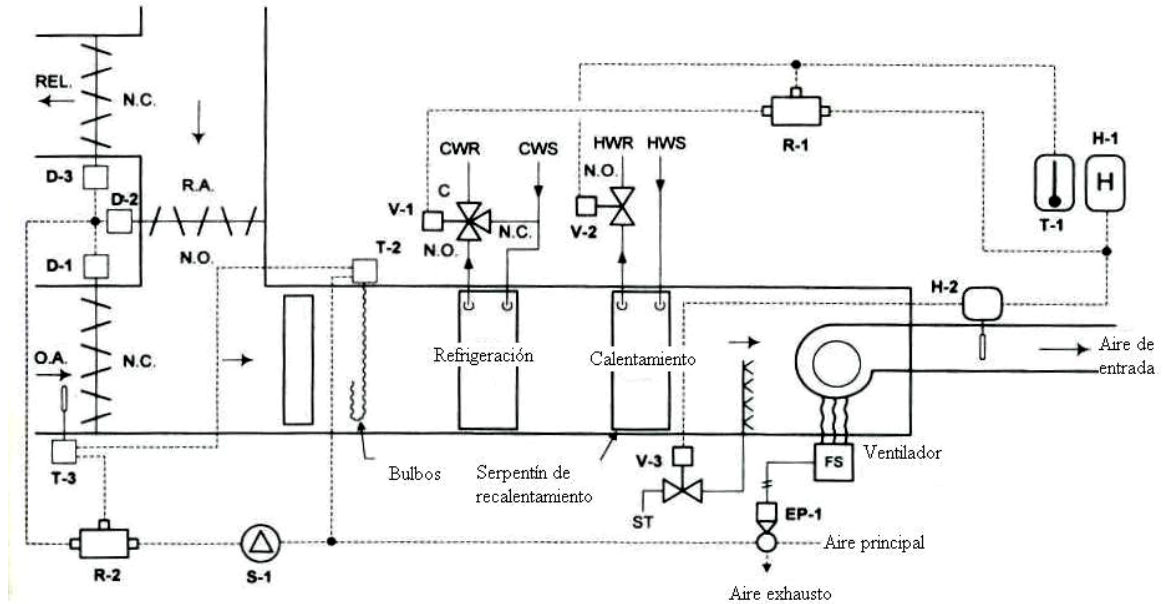 REL.
N.C.
D-3
R.A.
D-2
N.O.
D-1
O.A.
N.C.
T-3
R-2
S-1
CWR
CWS
C
V-1
N.O.
N.C.
T-2
HWR
HWS
N.O.
V-2
R-1
T-1
H-1
H
H-2
Refrigeración
Calentamiento
Aire de
entrada
Bulbos
Serpentín de
recalentamiento
V-3
ST
FS
Ventilador
EP-1
Aire principal
Aire exhausto